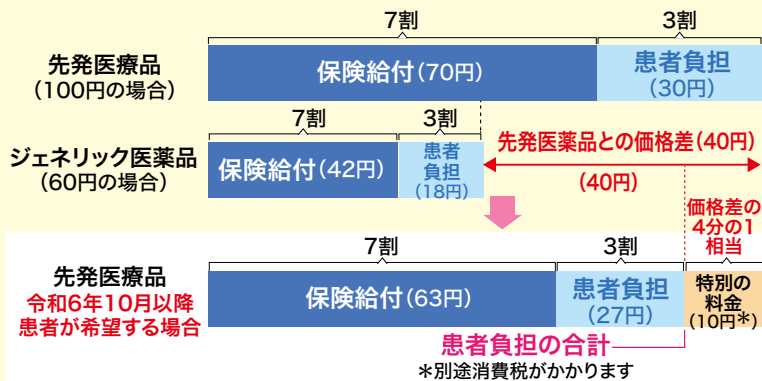 7割
3割
先発医療品
(100円の場合)
保険給付(70円)
患者負担
(30円)
7割
3割
ジェネリック医薬品
(60円の場合)
保険給付(42円)
患者
負担
(18円)
先発医薬品との価格差(40円)
(40円)
価格差の
4分の1
相当
7割
3割
先発医療品
令和6年10月以降
患者が希望する場合
保険給付(63円)
患者負担
(27円)
特別の
料金
(10円*)
患者負担の合計
*別途消費税がかかります